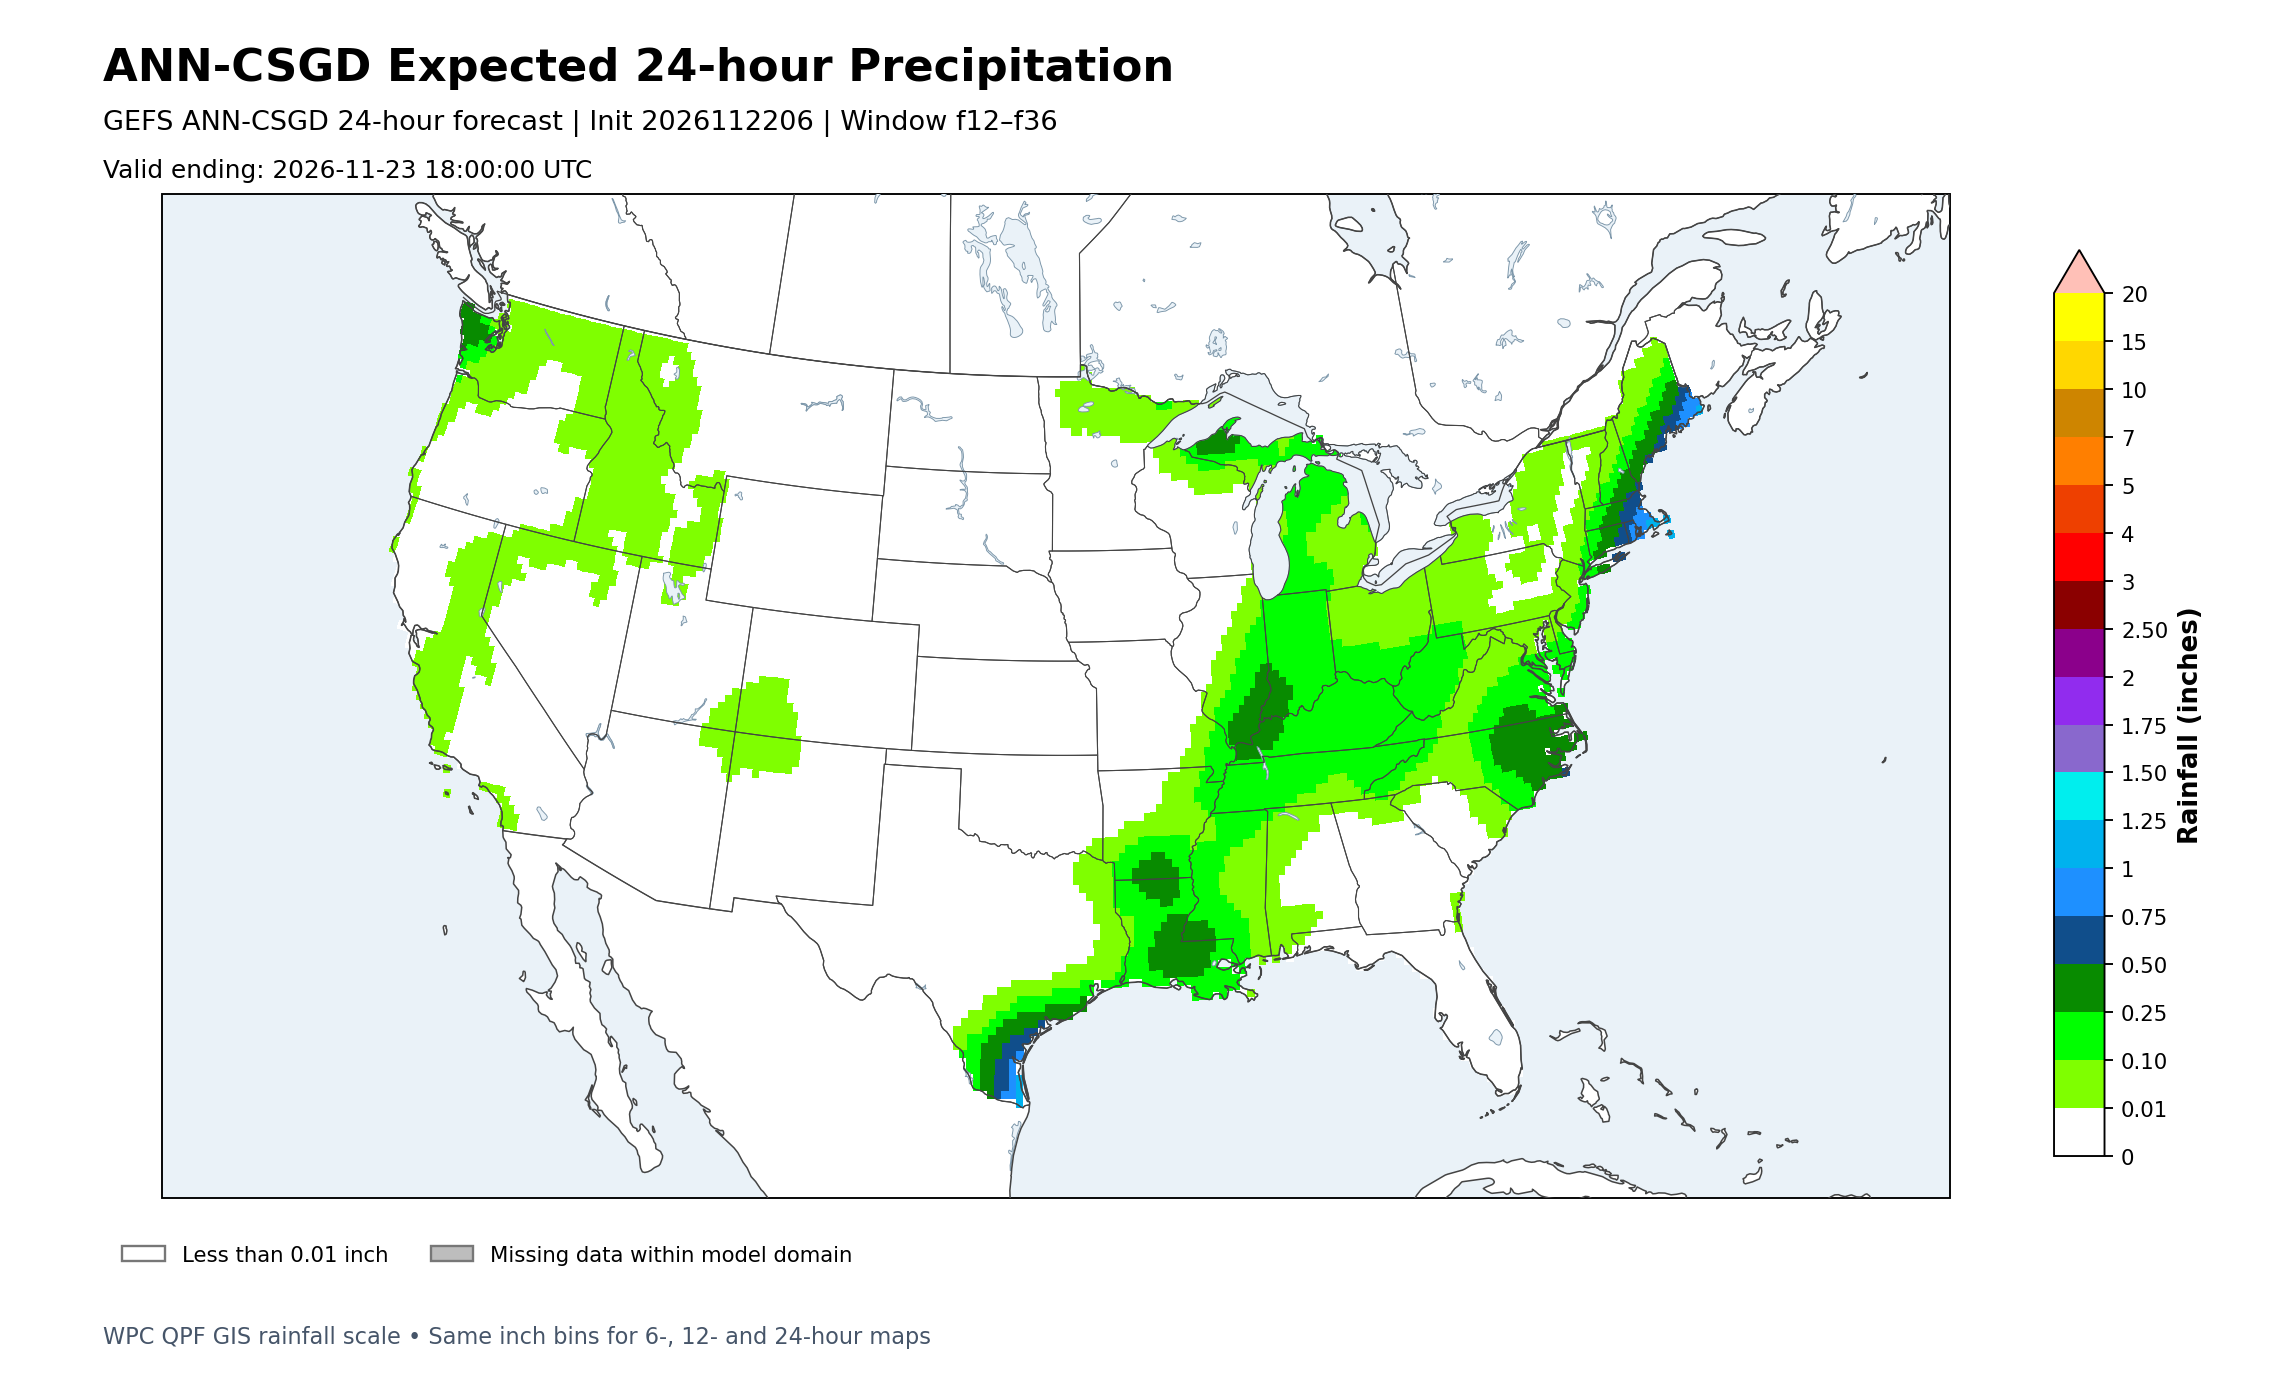 ANN-CSGD Expected 24-hour Precipitation
GEFS ANN-CSGD 24-hour forecast | Init 2026112206 | Window f12–f36
Valid ending: 2026-11-23 18:00:00 UTC
20
15
10
7
5
4
3
2.50
2
1.75
1.50
1.25
1
0.75
0.50
0.25
0.10
0.01
0
Rainfall (inches)
Less than 0.01 inch
Missing data within model domain
WPC QPF GIS rainfall scale • Same inch bins for 6-, 12- and 24-hour maps